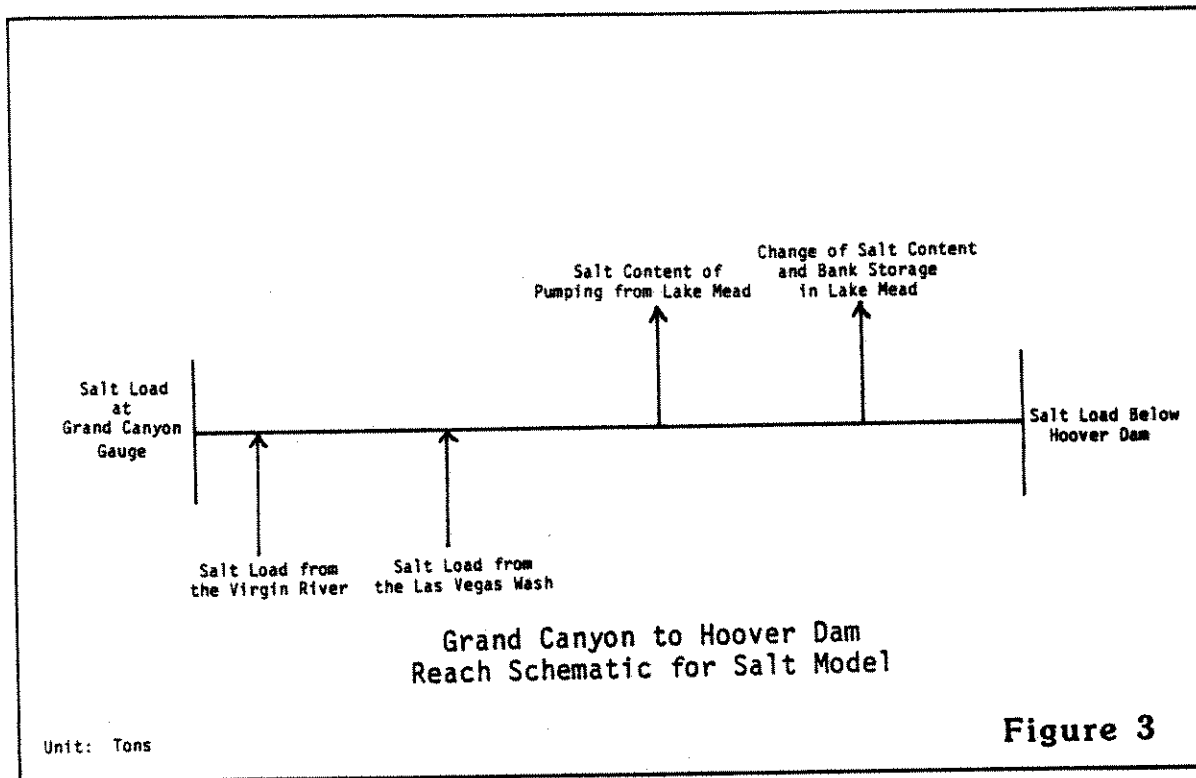 Change of Salt Content
and Bank Storage
in Lake Mead
Salt Content of
Pumping from Lake Mead
Salt Load
at
Grand Canyon
Gauge
Salt Load Below
Hoover Dam
Salt Load from
the Virgin River
Salt Load from
the Las Vegas Wash
Grand Canyon to Hoover Dam
Reach Schematic for Salt Model
Unit: Tons
Figure 3